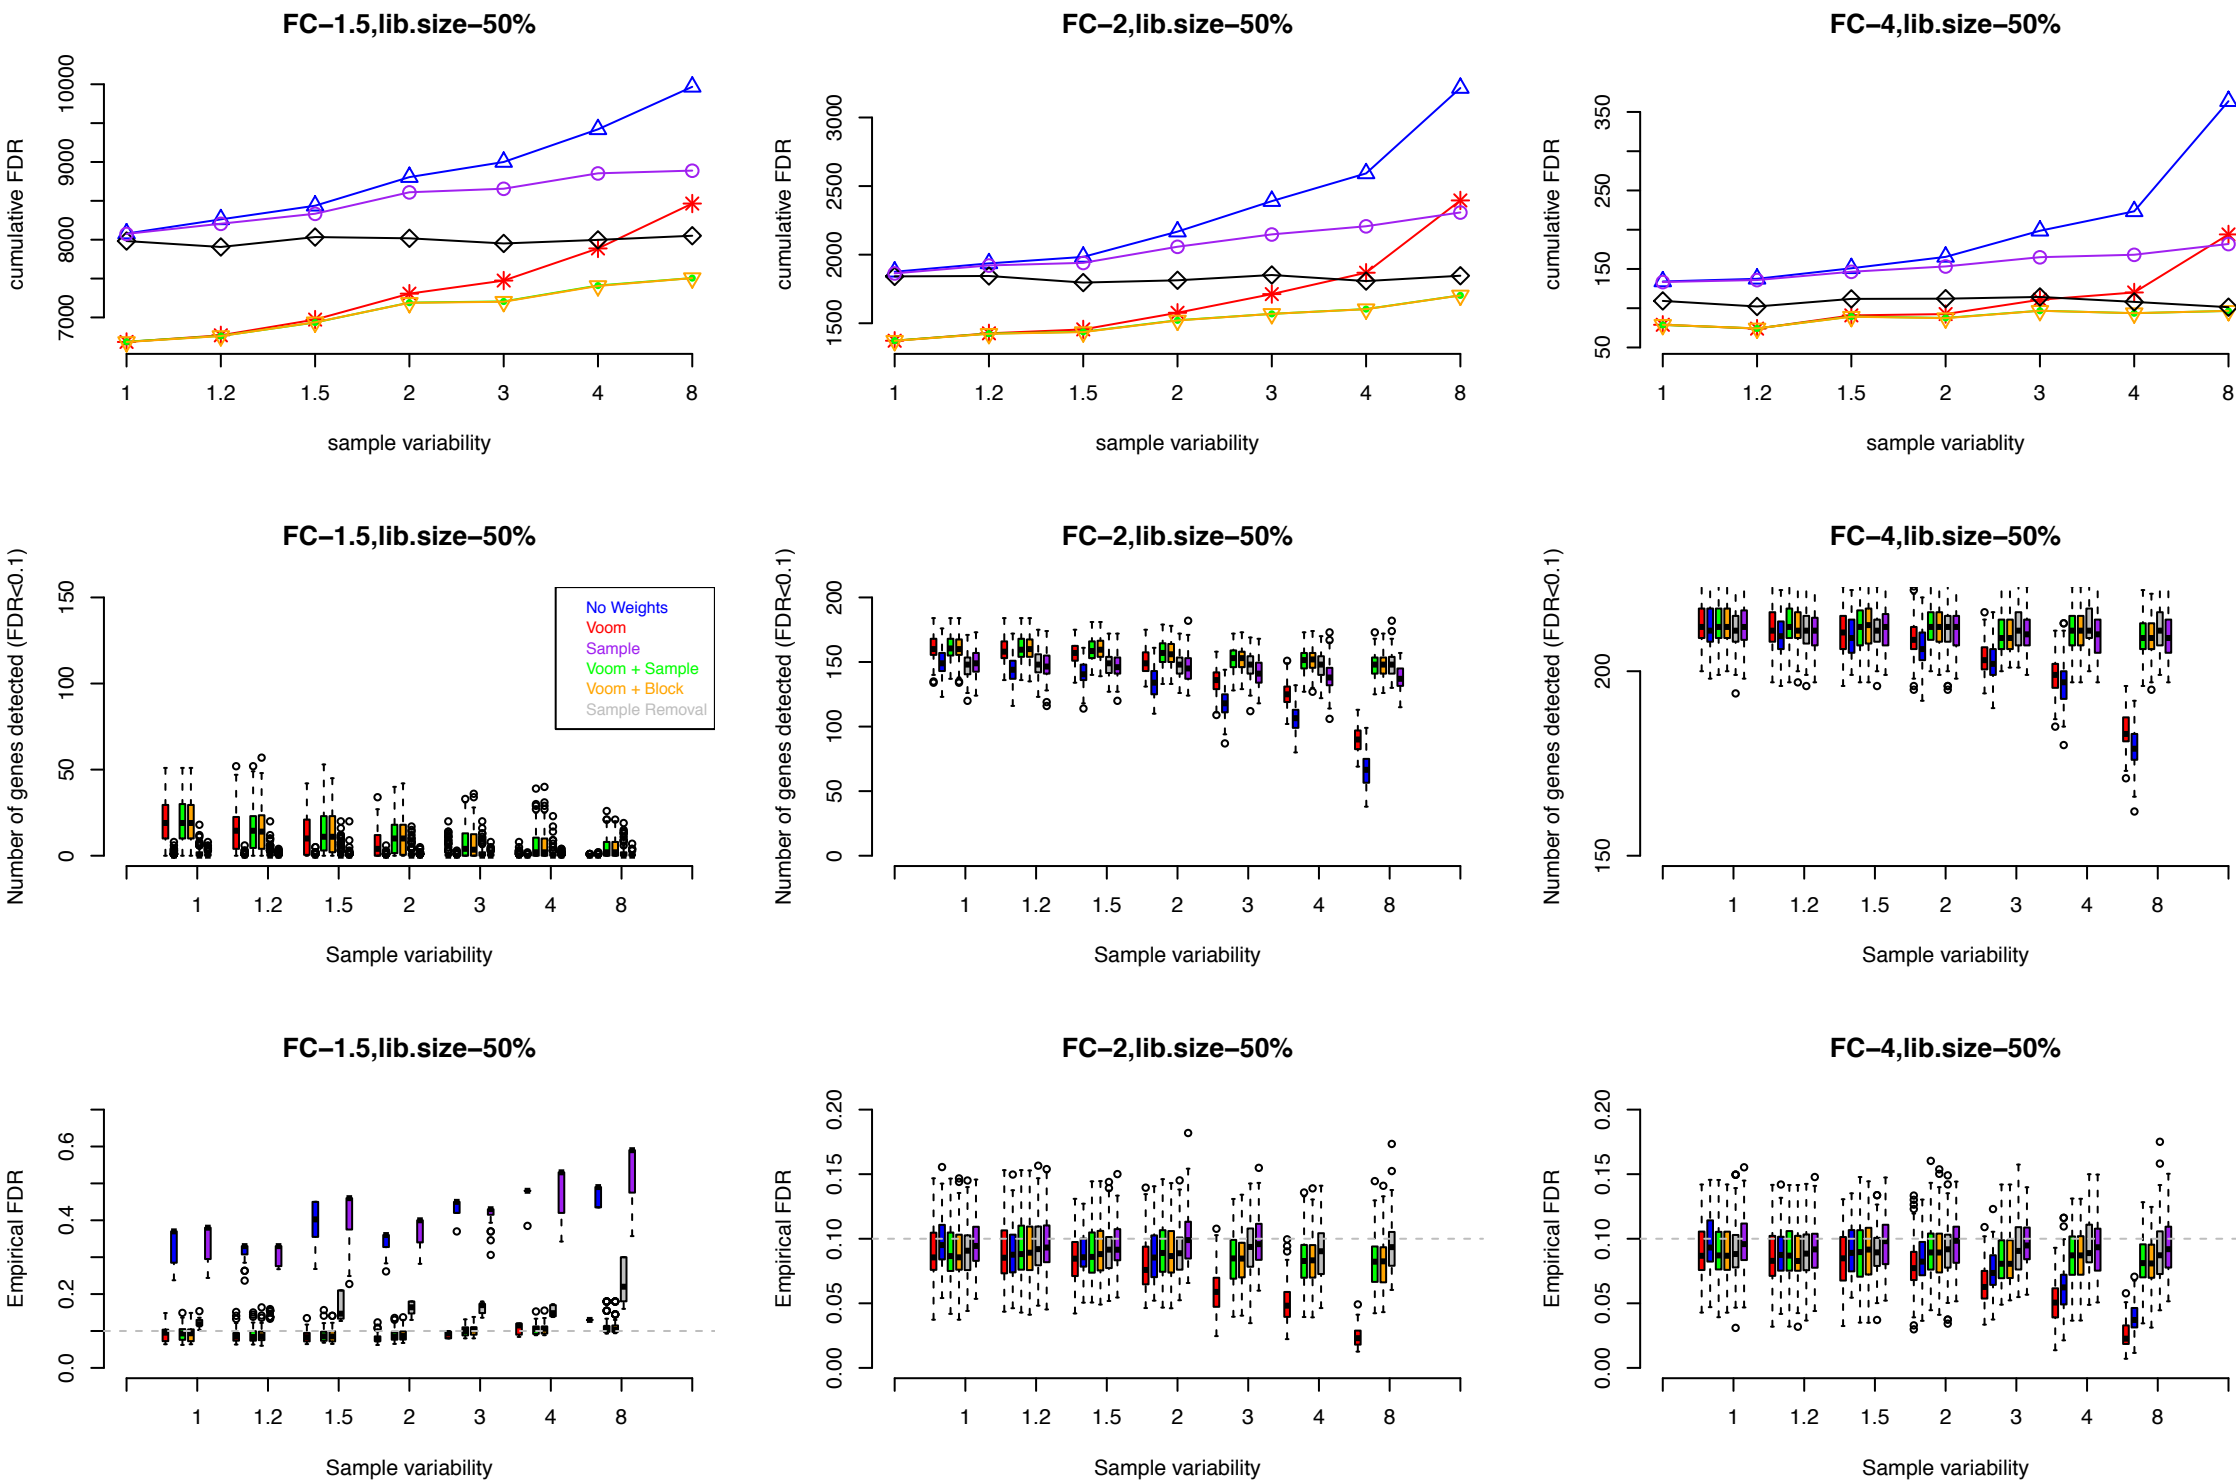 FC−1.5,lib.size−50%
cumulative FDR
7000 8000 9000 10000
1 1.2 1.5 2 3 4 8
sample variability
FC−2,lib.size−50%
cumulative FDR
1500 2000 2500 3000
1 1.2 1.5 2 3 4 8
sample variability
FC−4,lib.size−50%
cumulative FDR
50 150 250 350
1 1.2 1.5 2 3 4 8
sample variablity
FC−1.5,lib.size−50%
Number of genes detected (FDR<0.1)
0 50 100 150
No Weights
Voom
Sample
Voom + Sample
Voom + Block
Sample Removal
1 1.2 1.5 2 3 4 8
Sample variability
FC−2,lib.size−50%
Number of genes detected (FDR<0.1)
0 50 100 150 200
1 1.2 1.5 2 3 4 8
Sample variability
FC−4,lib.size−50%
Number of genes detected (FDR<0.1)
150 200
1 1.2 1.5 2 3 4 8
Sample variability
FC−1.5,lib.size−50%
Empirical FDR
0.0 0.2 0.4 0.6
1 1.2 1.5 2 3 4 8
Sample variability
FC−2,lib.size−50%
Empirical FDR
0.00 0.05 0.10 0.15 0.20
1 1.2 1.5 2 3 4 8
Sample variability
FC−4,lib.size−50%
Empirical FDR
0.00 0.05 0.10 0.15 0.20
1 1.2 1.5 2 3 4 8
Sample variability